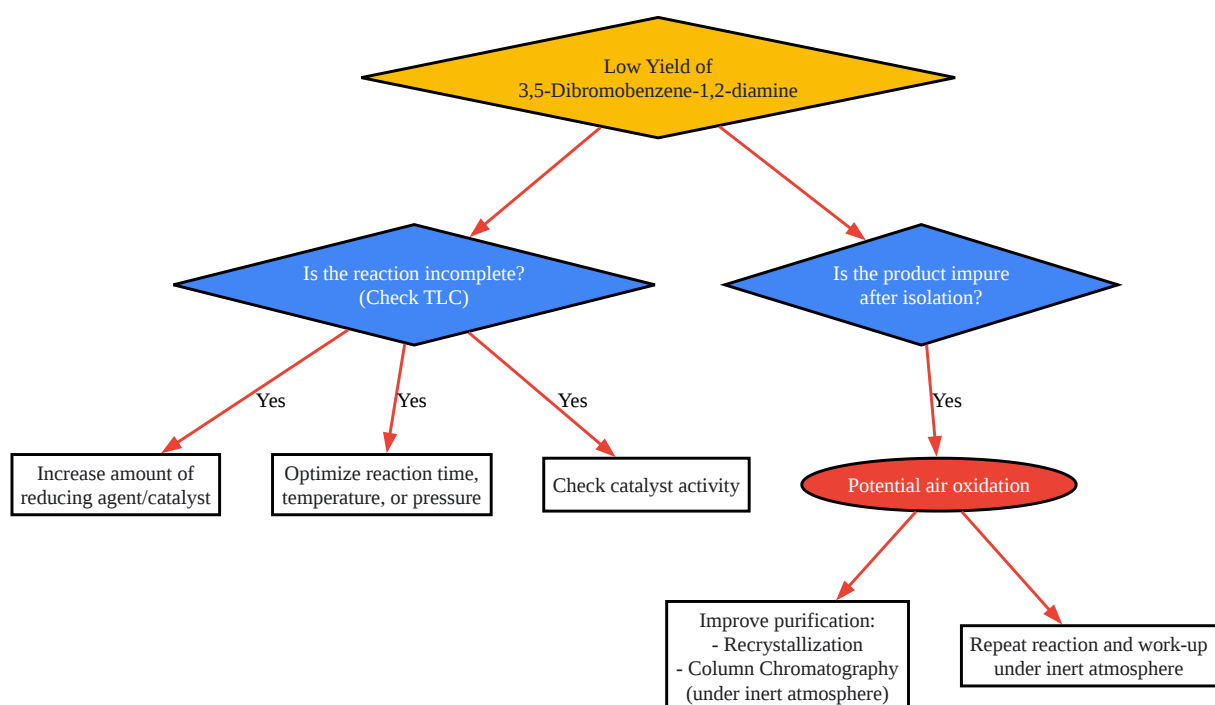 Low Yield of
3,5-Dibromobenzene-1,2-diamine
Is the reaction incomplete?
(Check TLC)
Is the product impure
after isolation?
Yes
Yes
Yes
Yes
Increase amount of
reducing agent/catalyst
Optimize reaction time,
temperature, or pressure
Check catalyst activity
Potential air oxidation
Improve purification:
- Recrystallization
- Column Chromatography
(under inert atmosphere)
Repeat reaction and work-up
under inert atmosphere